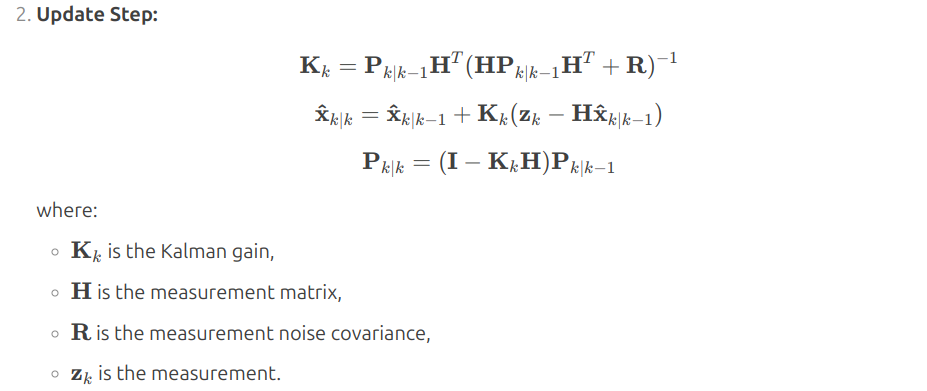 2. Update Step:
$\mathbf{K}_k = \mathbf{P}_{k|k-1}\mathbf{H}^T(\mathbf{H}\mathbf{P}_{k|k-1}\mathbf{H}^T + \mathbf{R})^{-1}$
$\hat{\mathbf{x}}_{k|k} = \hat{\mathbf{x}}_{k|k-1} + \mathbf{K}_k(\mathbf{z}_k - \mathbf{H}\hat{\mathbf{x}}_{k|k-1})$
$\mathbf{P}_{k|k} = (\mathbf{I} - \mathbf{K}_k\mathbf{H})\mathbf{P}_{k|k-1}$
where:
◦ $\mathbf{K}_k$ is the Kalman gain,
◦ $\mathbf{H}$ is the measurement matrix,
◦ $\mathbf{R}$ is the measurement noise covariance,
◦ $\mathbf{z}_k$ is the measurement.